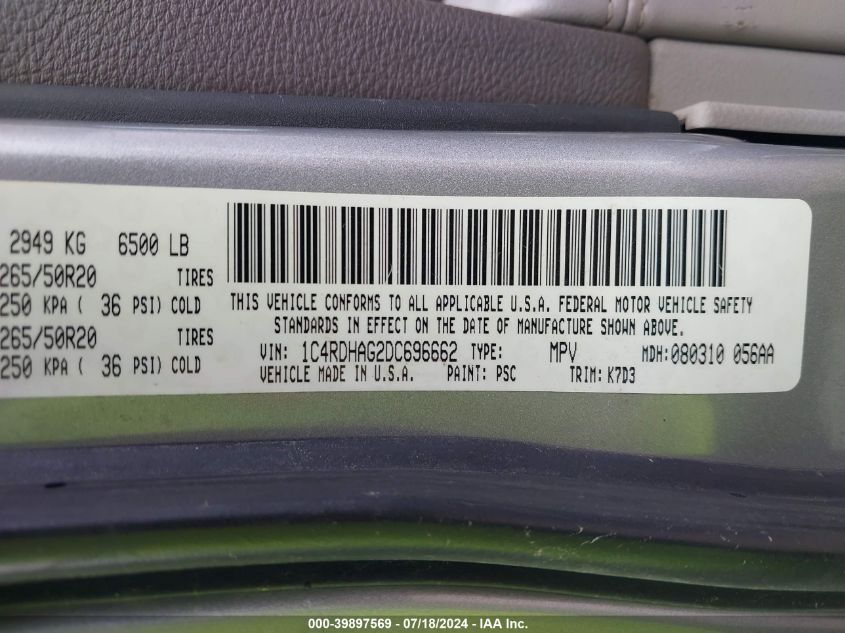 2949 KG 6500 LB
265/50R20 TIRES
250 KPA ( 36 PSI) COLD
265/50R20 TIRES
250 KPA ( 36 PSI) COLD
THIS VEHICLE CONFORMS TO ALL APPLICABLE U.S.A. FEDERAL MOTOR VEHICLE SAFETY
STANDARDS IN EFFECT ON THE DATE OF MANUFACTURE SHOWN ABOVE.
VIN: 1C4RDHAG2DC696662 TYPE: MPV MDH:080310 056AA
VEHICLE MADE IN U.S.A. PAINT: PSC TRIM: K7D3
000-39897569 - 07/18/2024 - IAA Inc.